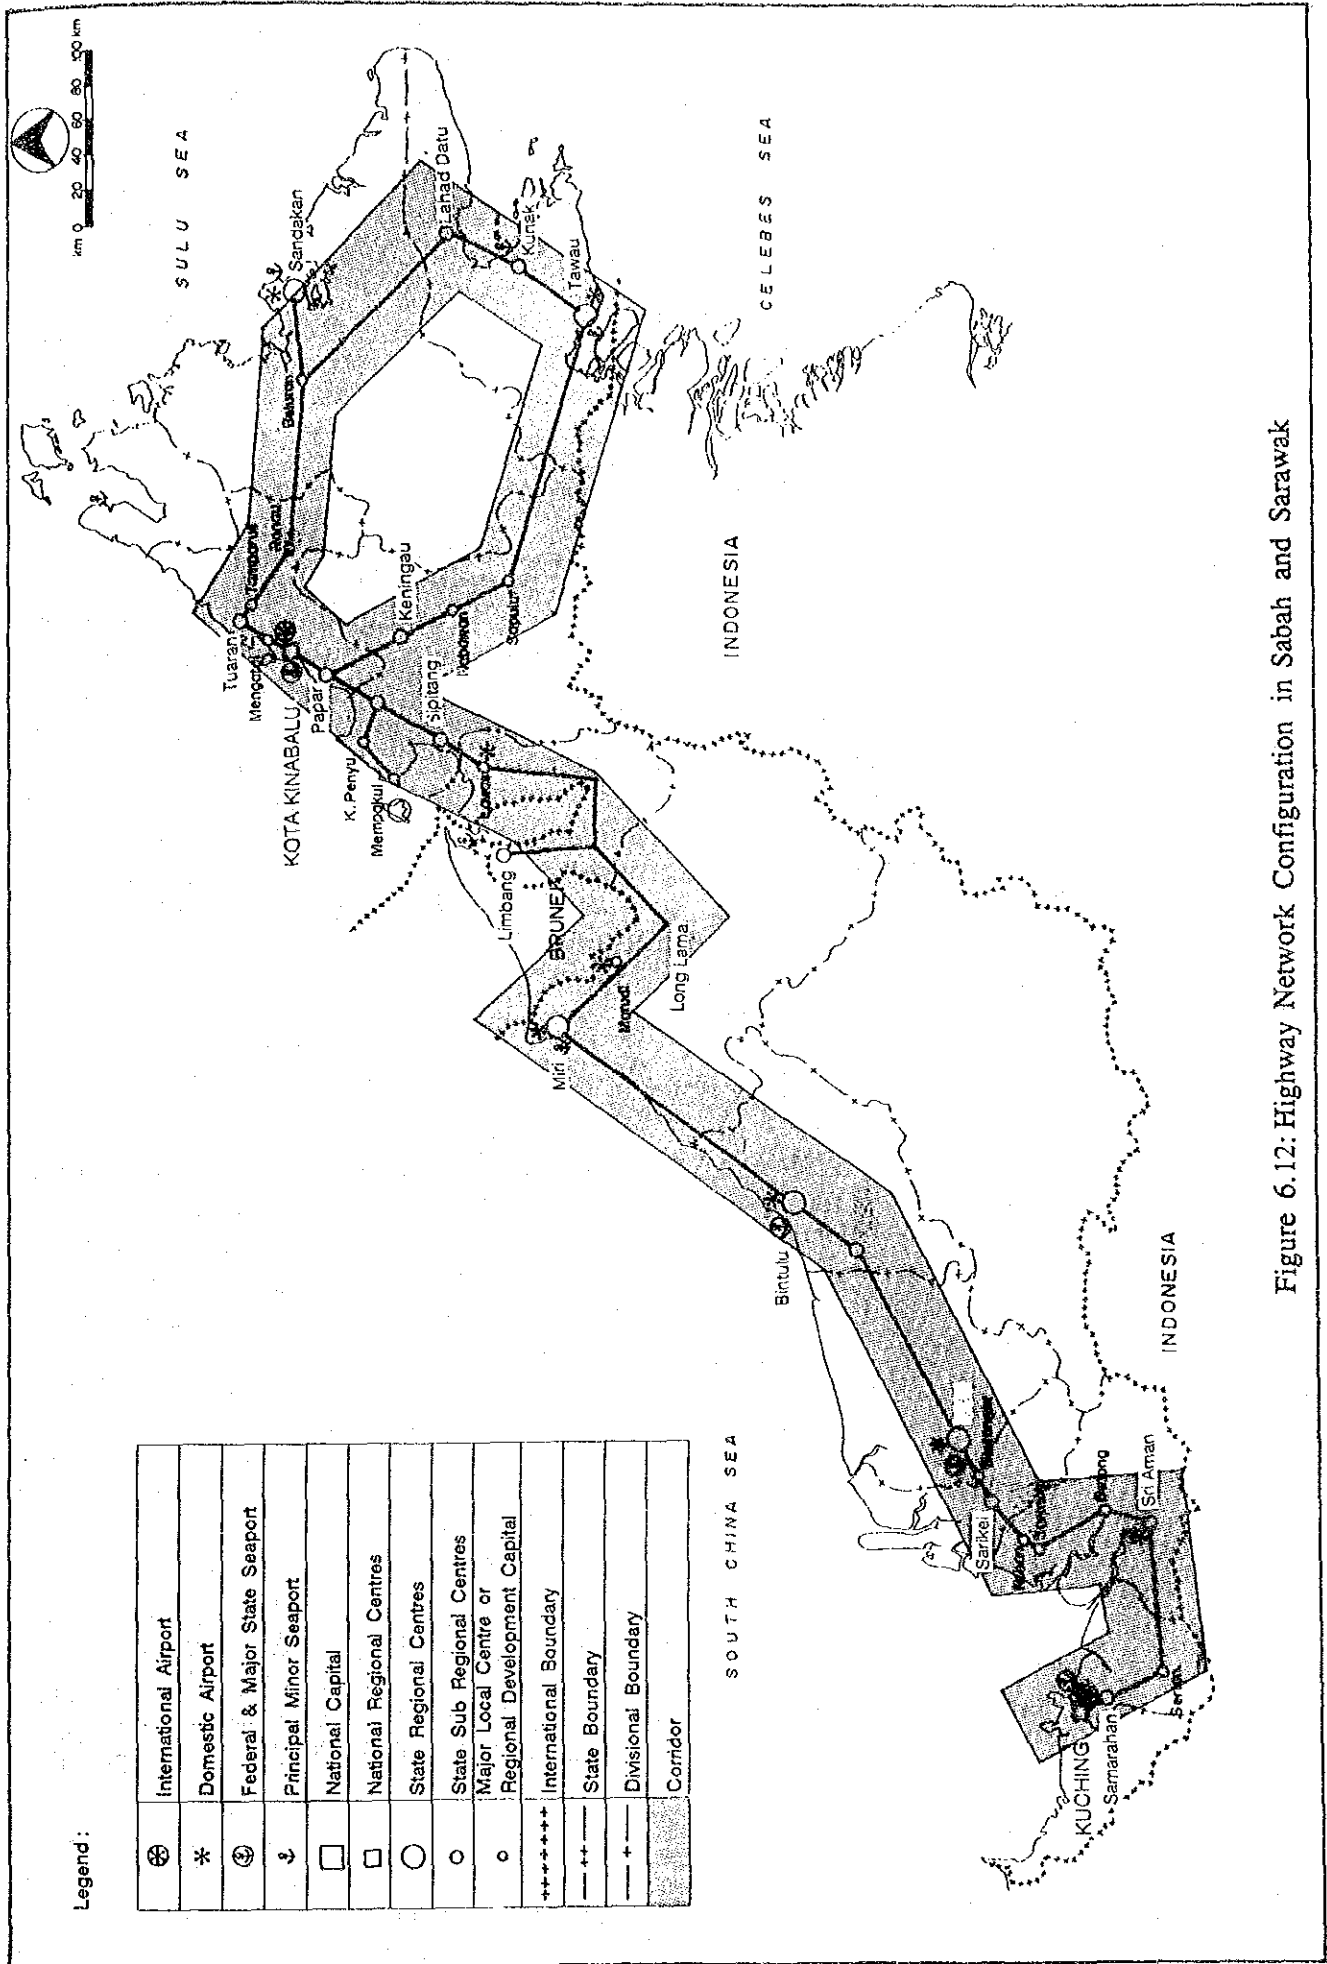 km 0 20 40 60 80 100 km
SULU SEA
Sandakan
Beluran
Lahad Datu
Kunak
Tawau
CELEBES SEA
Ranau
Tamparuli
Tuaran
KOTA KINABALU
Papar
Keningau
Nabawan
Sapulut
K. Penyu
Sipitang
Lawas
Limbang
BRUNEI
INDONESIA
Long Lama
Marudi
Miri
Bintulu
Sarikei
Sri Aman
INDONESIA
SOUTH CHINA SEA
KUCHING
Samarahan
Serian
Legend :
International Airport
Domestic Airport
Federal & Major State Seaport
Principal Minor Seaport
National Capital
National Regional Centres
State Regional Centres
State Sub Regional Centres
Major Local Centre or
Regional Development Capital
International Boundary
State Boundary
Divisional Boundary
Corridor
Figure 6.12: Highway Network Configuration in Sabah and Sarawak